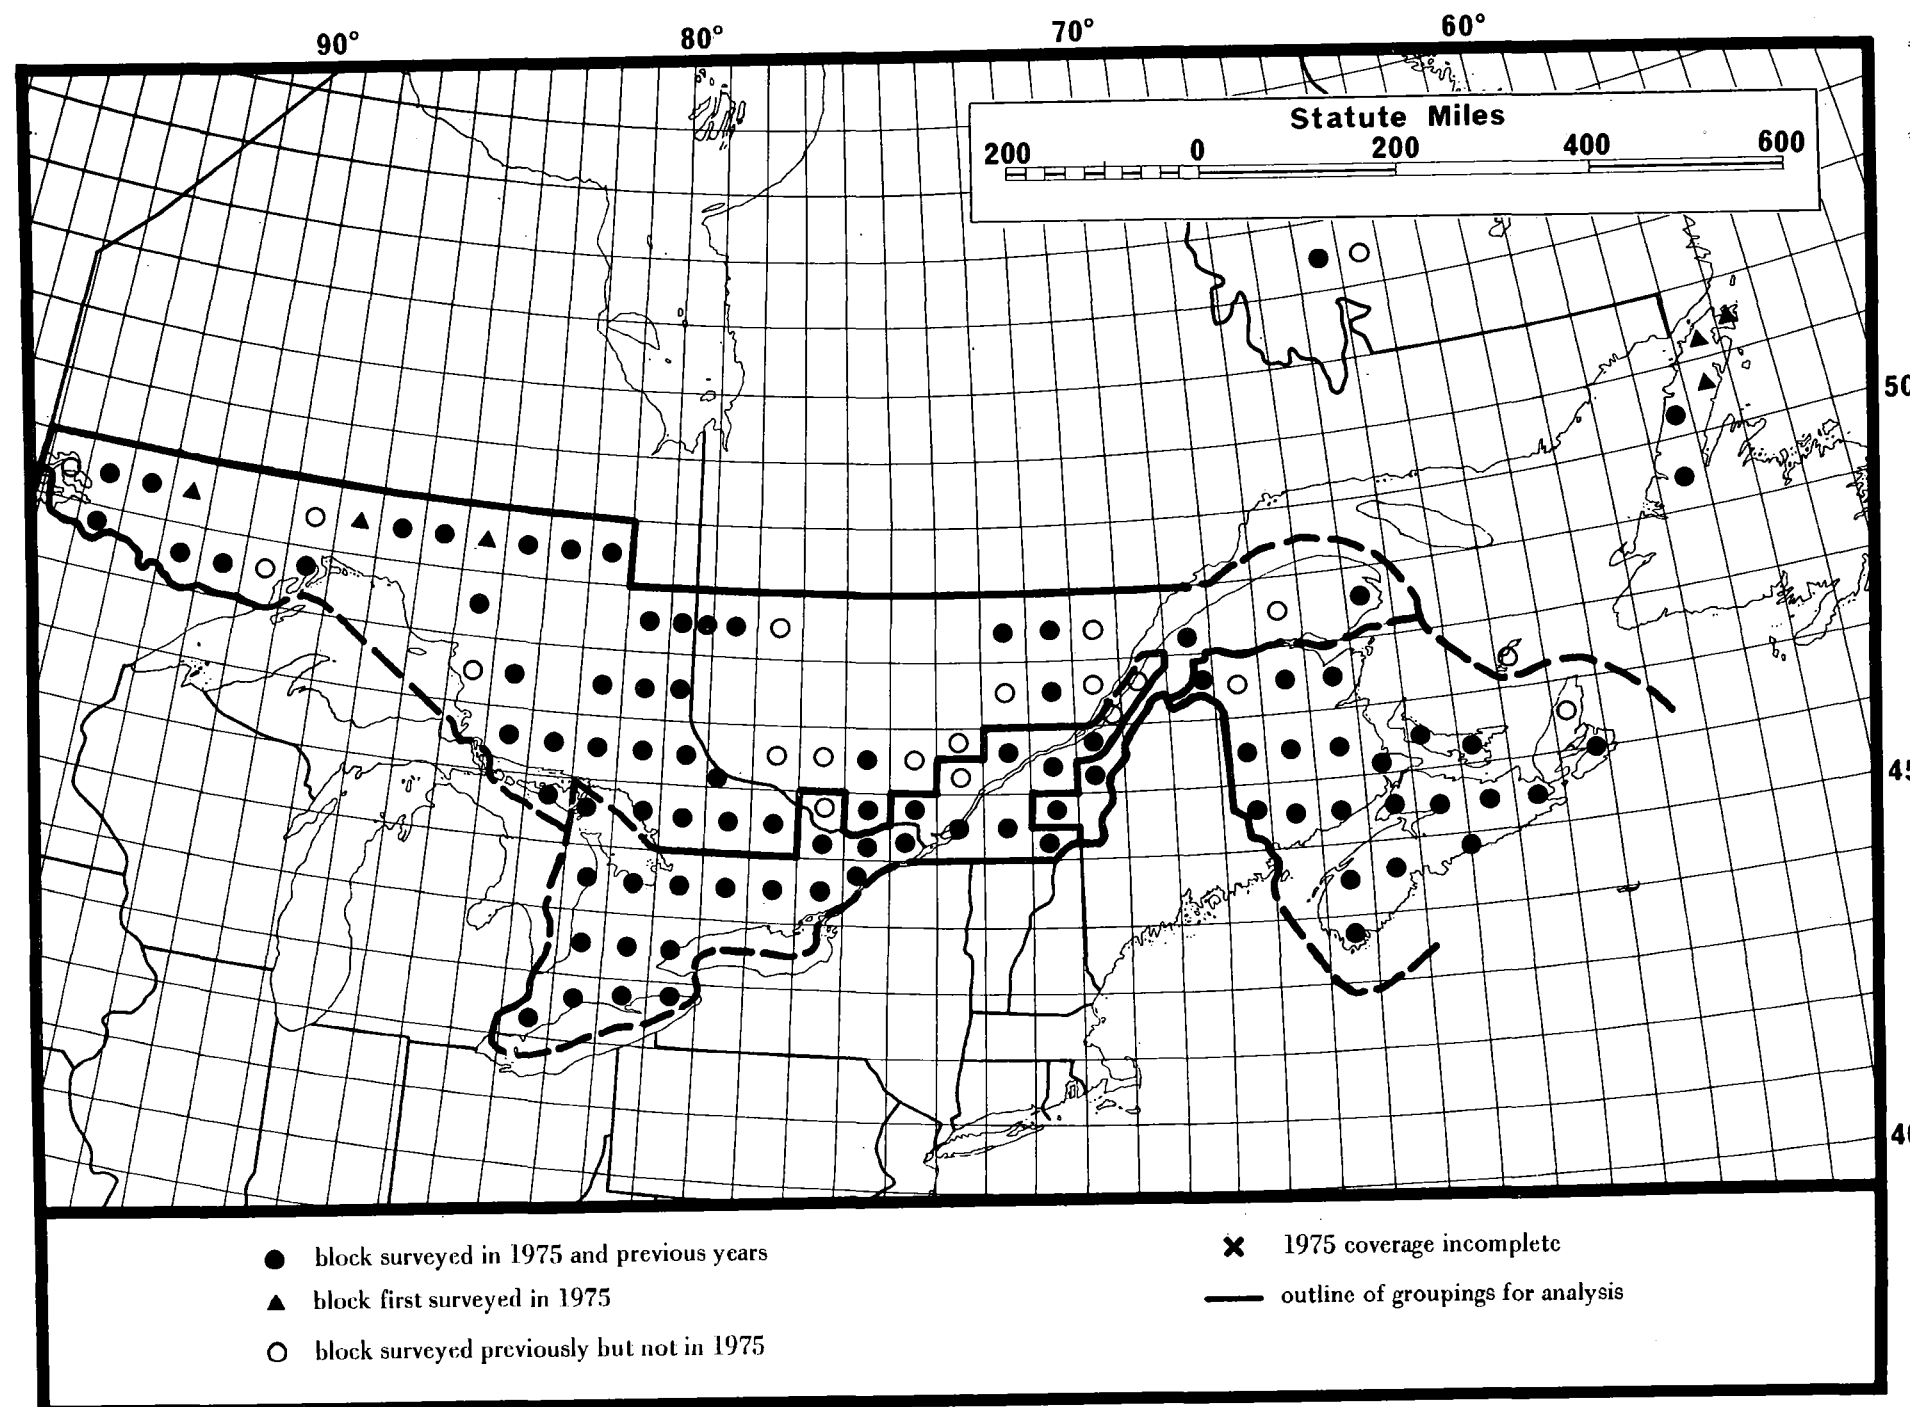 90° 80° 70° 60°
Statute Miles
200 0 200 400 600
50
45
40
block surveyed in 1975 and previous years
block first surveyed in 1975
block surveyed previously but not in 1975
1975 coverage incomplete
outline of groupings for analysis